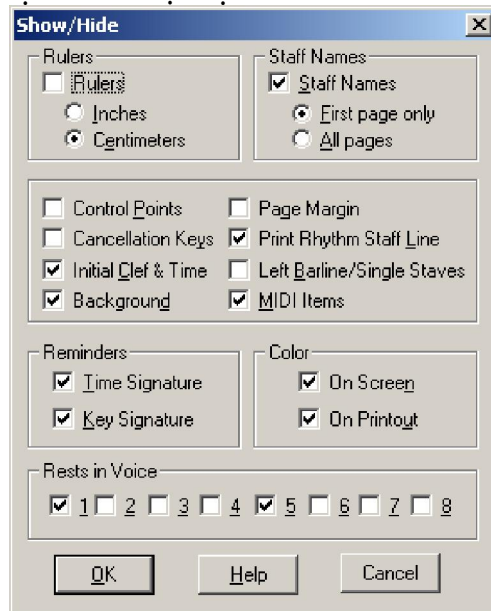 Show/Hide
Rulers
Rulers
Inches
Centimeters
Staff Names
Staff Names
First page only
All pages
Control Points
Cancellation Keys
Initial Clef & Time
Background
Page Margin
Print Rhythm Staff Line
Left Barline/Single Staves
MIDI Items
Reminders
Time Signature
Key Signature
Color
On Screen
On Printout
Rests in Voice
1 2 3 4 5 6 7 8
OK Help Cancel